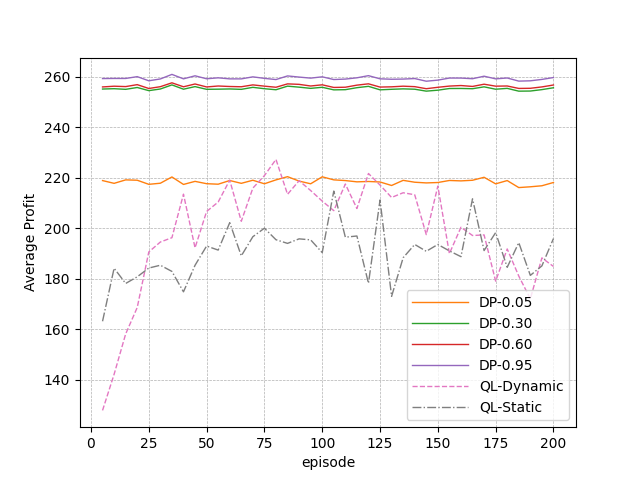 260
240
220
200
180
160
140
Average Profit
0
25
50
75
100
125
150
175
200
episode
DP-0.05
DP-0.30
DP-0.60
DP-0.95
QL-Dynamic
QL-Static